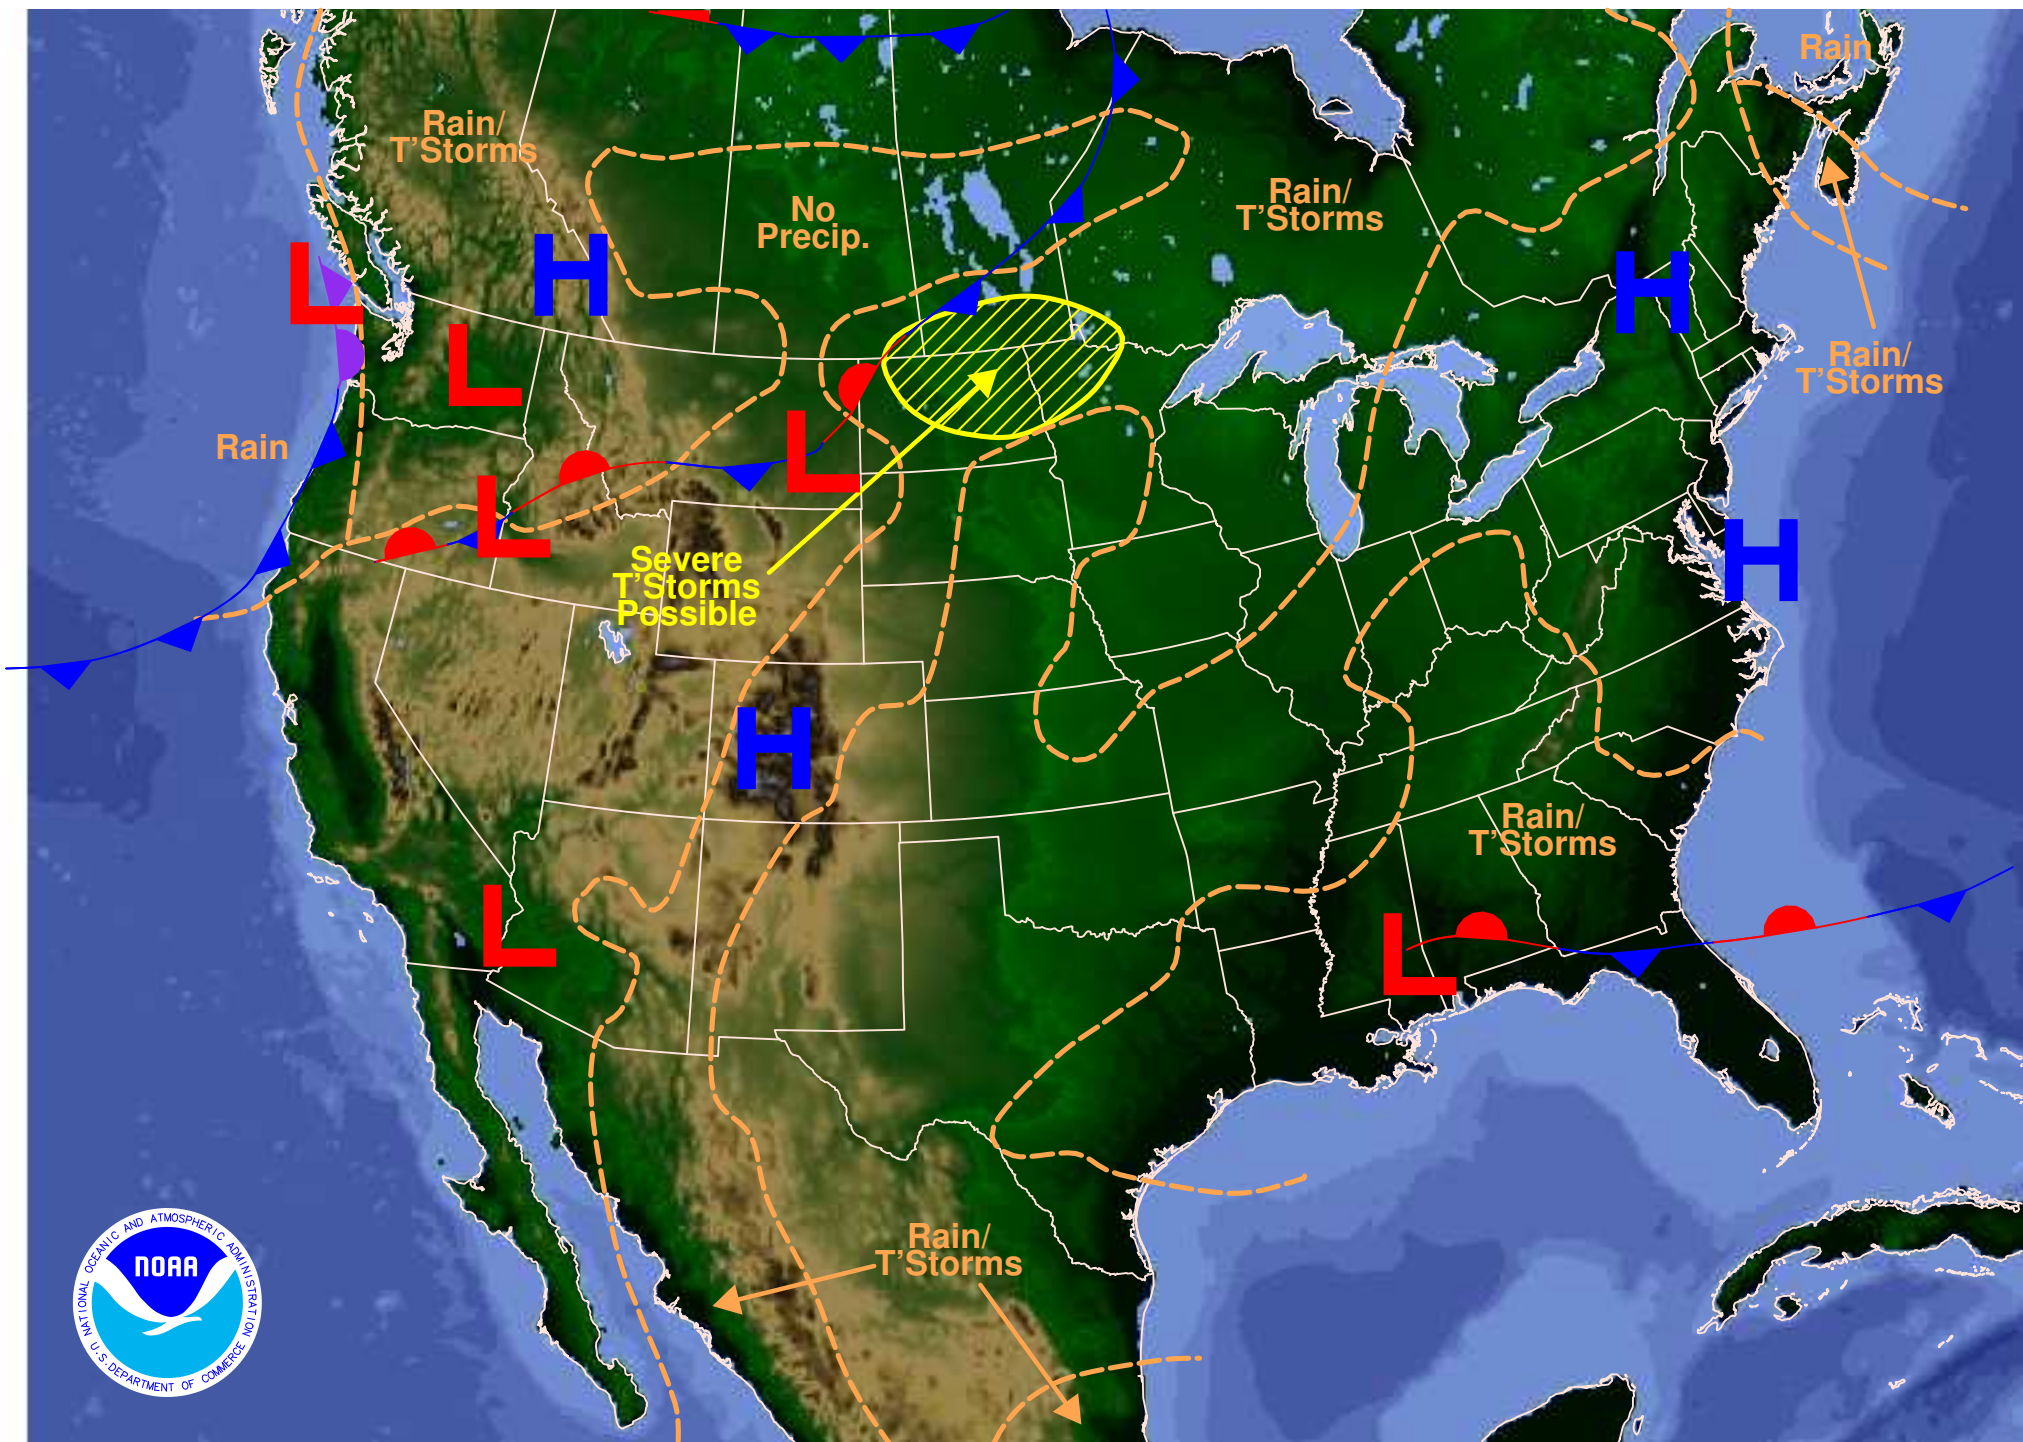 Rain
Rain/
T'Storms
No
Precip.
Rain/
T'Storms
H
L
H
L
Rain/
T'Storms
Rain
L
L
H
Severe
T'Storms
Possible
H
Rain/
T'Storms
L
L
Rain/
T'Storms
NATIONAL OCEANIC AND ATMOSPHERIC ADMINISTRATION
NOAA
U.S. DEPARTMENT OF COMMERCE